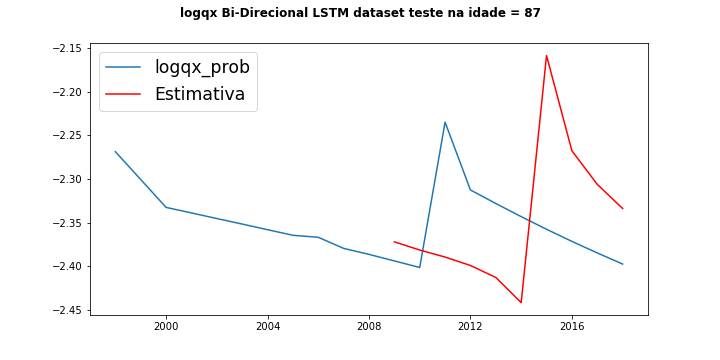 logqx Bi-Direcional LSTM dataset teste na idade = 87
logqx_prob
Estimativa
−2.15
−2.20
−2.25
−2.30
−2.35
−2.40
−2.45
2000 2004 2008 2012 2016